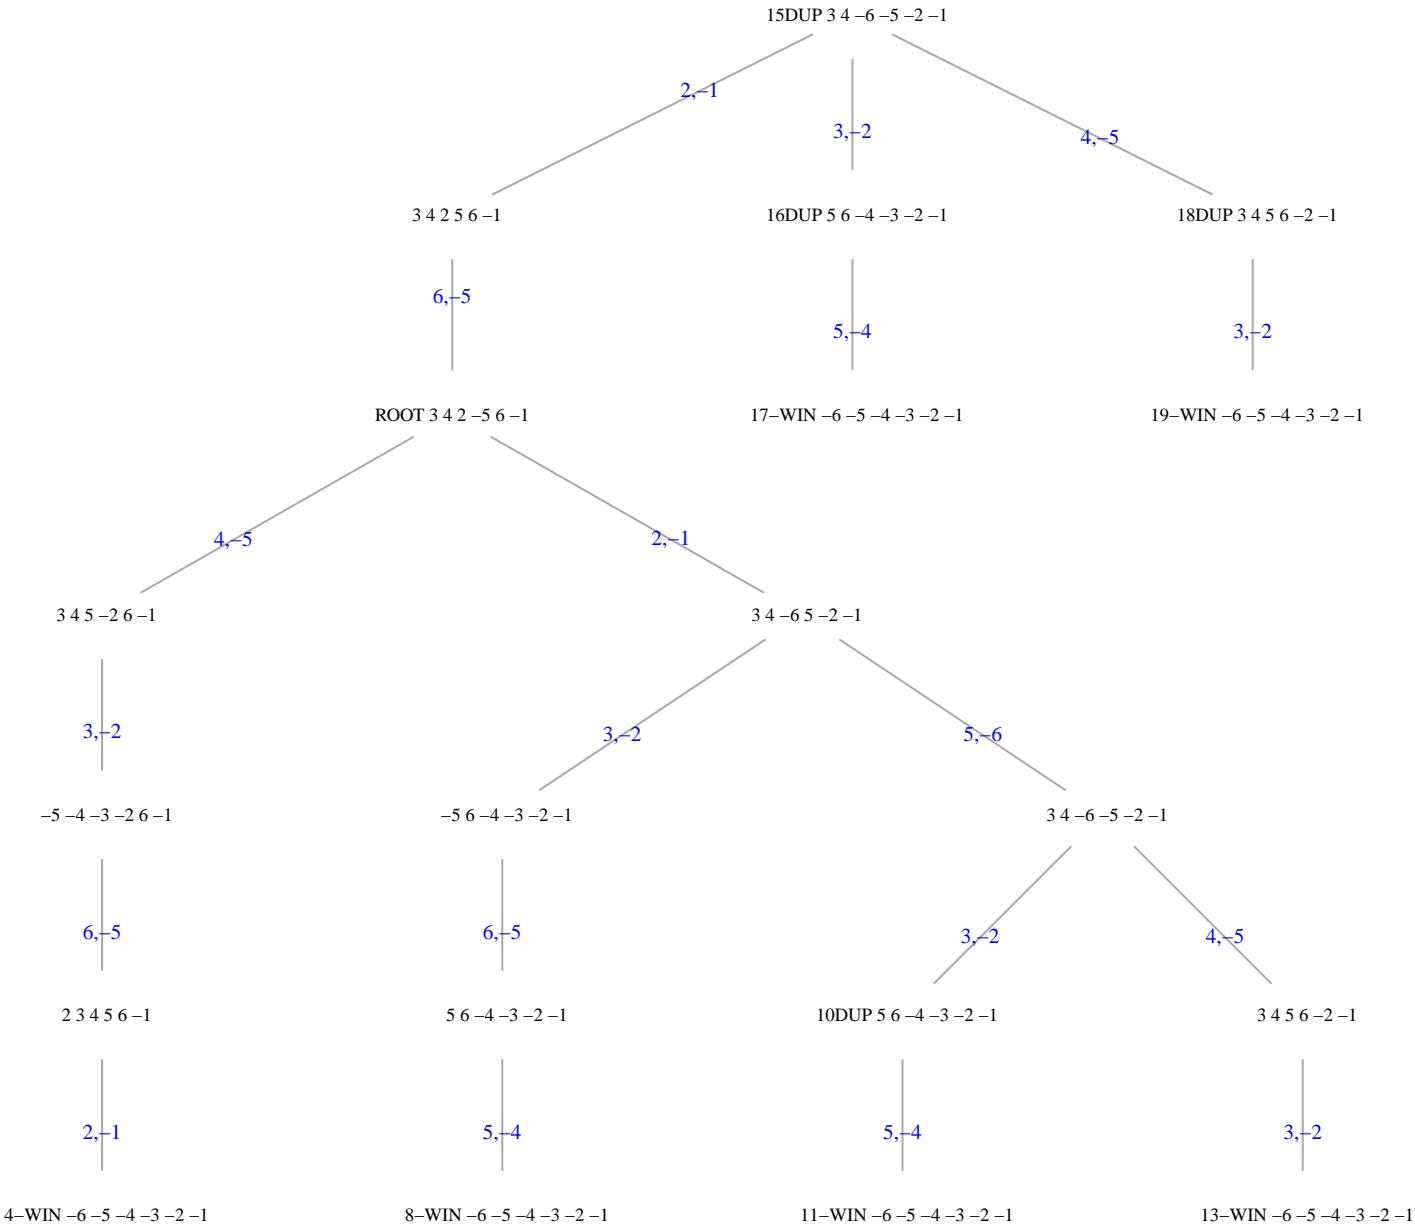 15DUP 3 4 –6 –5 –2 –1
2,–1
3,–2
4,–5
3 4 2 5 6 –1
16DUP 5 6 –4 –3 –2 –1
18DUP 3 4 5 6 –2 –1
6,–5
5,–4
3,–2
ROOT 3 4 2 –5 6 –1
17–WIN –6 –5 –4 –3 –2 –1
19–WIN –6 –5 –4 –3 –2 –1
4,–5
2,–1
3 4 5 –2 6 –1
3 4 –6 5 –2 –1
3,–2
3,–2
5,–6
–5 –4 –3 –2 6 –1
–5 6 –4 –3 –2 –1
3 4 –6 –5 –2 –1
6,–5
6,–5
3,–2
4,–5
2 3 4 5 6 –1
5 6 –4 –3 –2 –1
10DUP 5 6 –4 –3 –2 –1
3 4 5 6 –2 –1
2,–1
5,–4
5,–4
3,–2
4–WIN –6 –5 –4 –3 –2 –1
8–WIN –6 –5 –4 –3 –2 –1
11–WIN –6 –5 –4 –3 –2 –1
13–WIN –6 –5 –4 –3 –2 –1